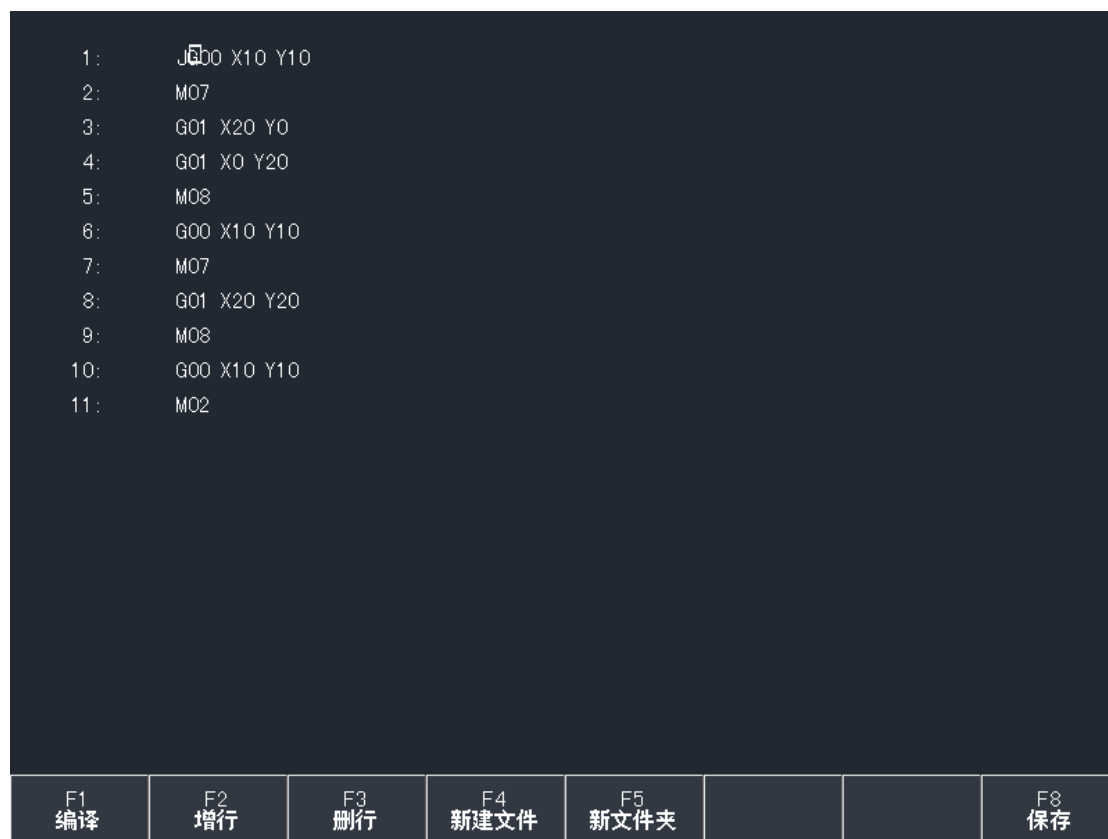 1: JG00 X10 Y10
2: M07
3: G01 X20 Y0
4: G01 X0 Y20
5: M08
6: G00 X10 Y10
7: M07
8: G01 X20 Y20
9: M08
10: G00 X10 Y10
11: M02
F1 F2 F3 F4 F5 F8
编译 增行 删行 新建文件 新文件夹 保存